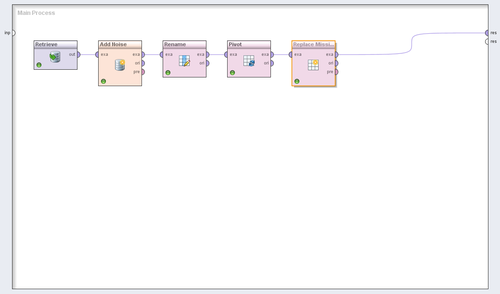 Main Process
inp
res
res
Retrieve
out
Add Noise
exa
exa
ori
pre
Rename
exa
exa
ori
Pivot
exa
exa
ori
Replace Missi...
exa
exa
ori
pre